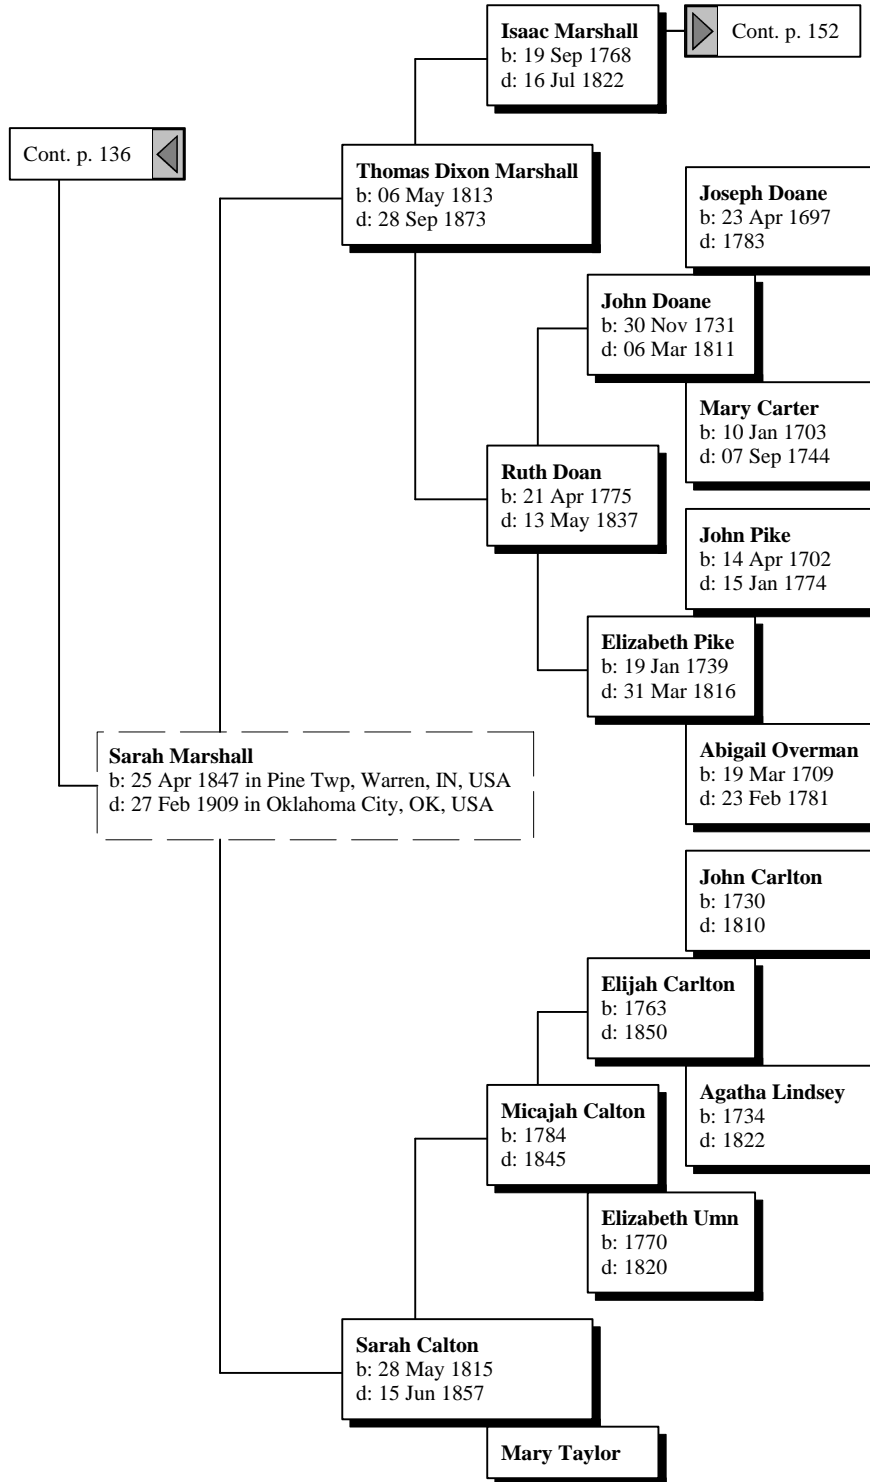 Isaac Marshall
b: 19 Sep 1768
d: 16 Jul 1822
Cont. p. 152
Cont. p. 136
Thomas Dixon Marshall
b: 06 May 1813
d: 28 Sep 1873
Joseph Doane
b: 23 Apr 1697
d: 1783
John Doane
b: 30 Nov 1731
d: 06 Mar 1811
Mary Carter
b: 10 Jan 1703
d: 07 Sep 1744
Ruth Doan
b: 21 Apr 1775
d: 13 May 1837
John Pike
b: 14 Apr 1702
d: 15 Jan 1774
Elizabeth Pike
b: 19 Jan 1739
d: 31 Mar 1816
Abigail Overman
b: 19 Mar 1709
d: 23 Feb 1781
Sarah Marshall
b: 25 Apr 1847 in Pine Twp, Warren, IN, USA
d: 27 Feb 1909 in Oklahoma City, OK, USA
John Carlton
b: 1730
d: 1810
Elijah Carlton
b: 1763
d: 1850
Agatha Lindsey
b: 1734
d: 1822
Micajah Calton
b: 1784
d: 1845
Elizabeth Umn
b: 1770
d: 1820
Sarah Calton
b: 28 May 1815
d: 15 Jun 1857
Mary Taylor